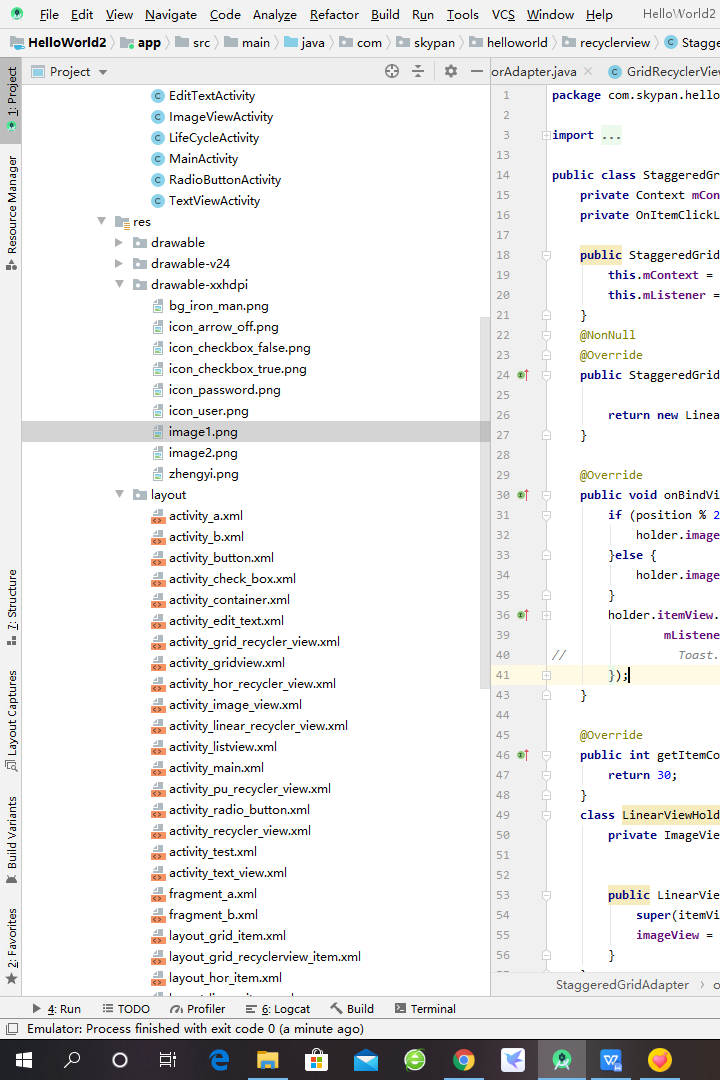 File Edit View Navigate Code Analyze Refactor Build Run Tools VCS Window Help HelloWorld2
HelloWorld2 app src main java com skypan helloworld recyclerview Stagge
1: Project
Resource Manager
7: Structure
Layout Captures
Build Variants
2: Favorites
Project
EditTextActivity
ImageViewActivity
LifeCycleActivity
MainActivity
RadioButtonActivity
TextViewActivity
res
drawable
drawable-v24
drawable-xxhdpi
bg_iron_man.png
icon_arrow_off.png
icon_checkbox_false.png
icon_checkbox_true.png
icon_password.png
icon_user.png
image1.png
image2.png
zhengyi.png
layout
activity_a.xml
activity_b.xml
activity_button.xml
activity_check_box.xml
activity_container.xml
activity_edit_text.xml
activity_grid_recycler_view.xml
activity_gridview.xml
activity_hor_recycler_view.xml
activity_image_view.xml
activity_linear_recycler_view.xml
activity_listview.xml
activity_main.xml
activity_pu_recycler_view.xml
activity_radio_button.xml
activity_recycler_view.xml
activity_test.xml
activity_text_view.xml
fragment_a.xml
fragment_b.xml
layout_grid_item.xml
layout_grid_recyclerview_item.xml
layout_hor_item.xml
orAdapter.java GridRecyclerView
1 package com.skypan.hello
2
3 import ...
13
14 public class StaggeredGr
15 private Context mCon
16 private OnItemClickL
17
18 public StaggeredGrid
19 this.mContext =
20 this.mListener =
21 }
22 @NonNull
23 @Override
24 public StaggeredGrid
25
26 return new Linea
27 }
28
29 @Override
30 public void onBindVi
31 if (position % 2
32 holder.image
33 }else {
34 holder.image
35 }
36 holder.itemView.
39 mListene
40 // Toast.
41 });
43 }
44
45 @Override
46 public int getItemCo
47 return 30;
48 }
49 class LinearViewHold
50 private ImageVie
51
52
53 public LinearVie
54 super(itemVi
55 imageView =
56 }
StaggeredGridAdapter › o
4: Run TODO Profiler 6: Logcat Build Terminal
Emulator: Process finished with exit code 0 (a minute ago)